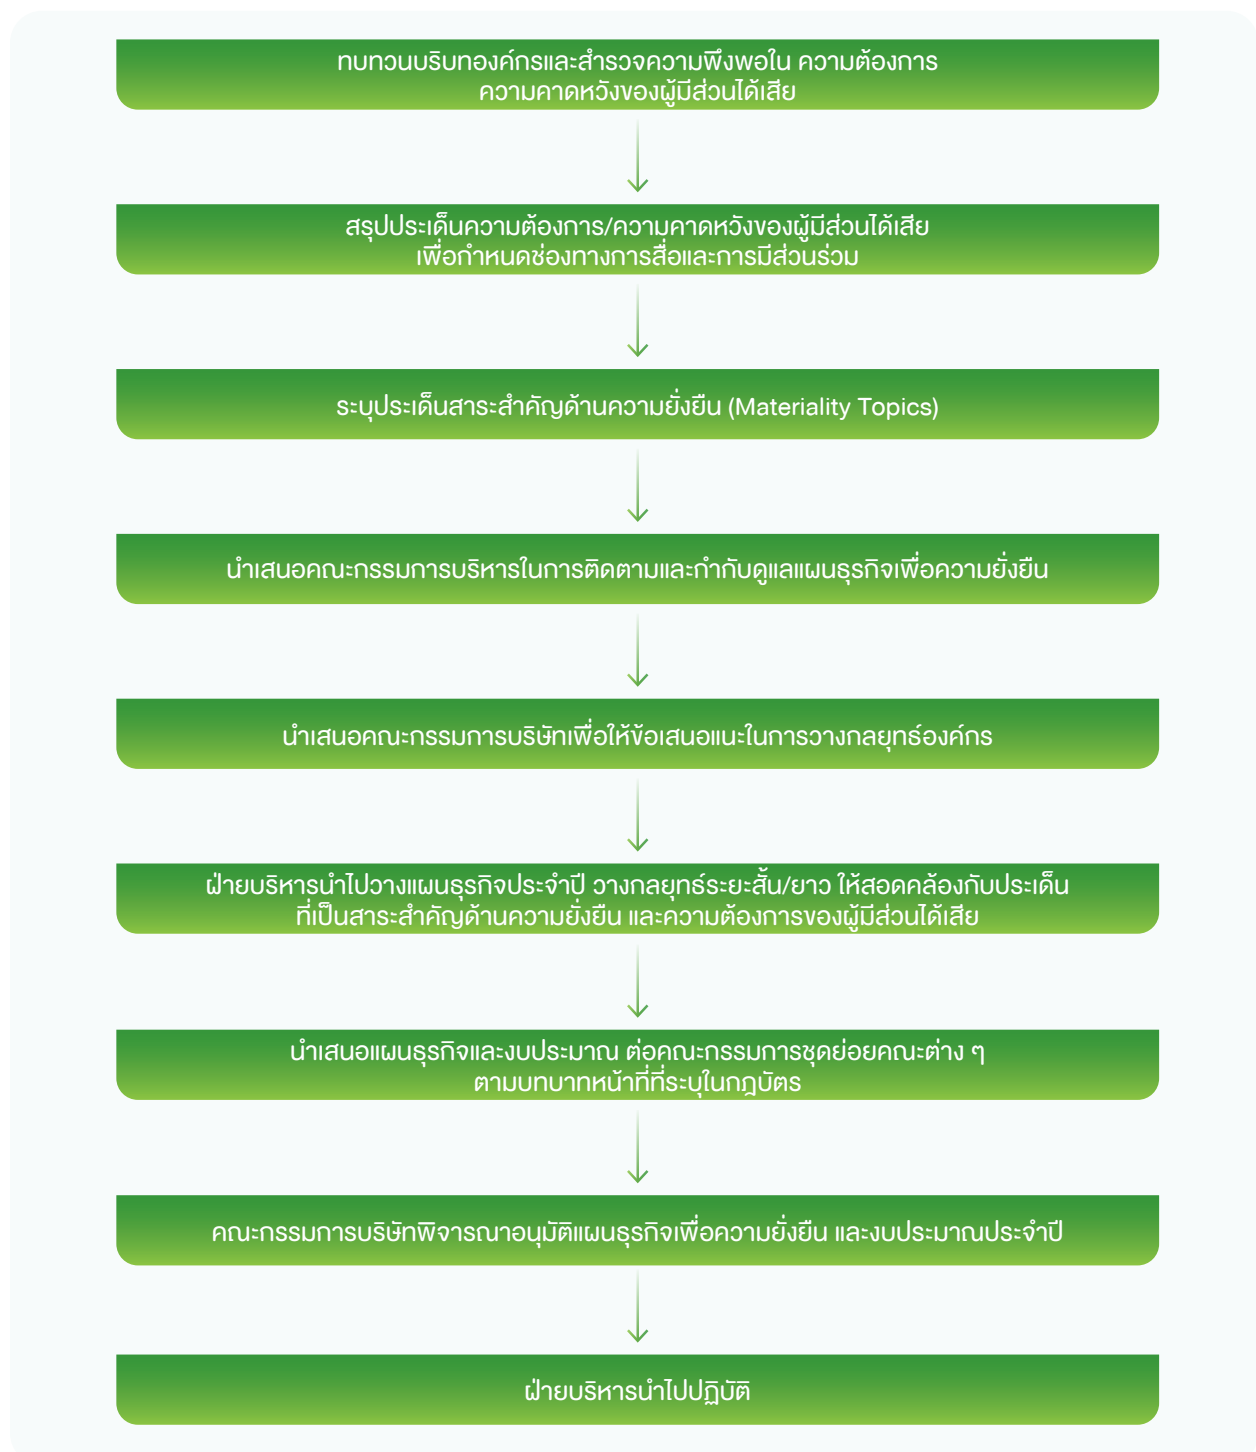 ทบทวนบริบทองค์กรและสำรวจความพึงพอใน ความต้องการ
ความคาดหวังของผู้มีส่วนได้เสีย
สรุปประเด็นความต้องการ/ความคาดหวังของผู้มีส่วนได้เสีย
เพื่อกำหนดช่องทางการสื่อและการมีส่วนร่วม
ระบุประเด็นสาระสำคัญด้านความยั่งยืน (Materiality Topics)
นำเสนอคณะกรรมการบริหารในการติดตามและกำกับดูแลแผนธุรกิจเพื่อความยั่งยืน
นำเสนอคณะกรรมการบริษัทเพื่อให้ข้อเสนอแนะในการวางกลยุทธ์องค์กร
ฝ่ายบริหารนำไปวางแผนธุรกิจประจำปี วางกลยุทธ์ระยะสั้น/ยาว ให้สอดคล้องกับประเด็น
ที่เป็นสาระสำคัญด้านความยั่งยืน และความต้องการของผู้มีส่วนได้เสีย
นำเสนอแผนธุรกิจและงบประมาณ ต่อคณะกรรมการชุดย่อยคณะต่าง ๆ
ตามบทบาทหน้าที่ที่ระบุในกฎบัตร
คณะกรรมการบริษัทพิจารณาอนุมัติแผนธุรกิจเพื่อความยั่งยืน และงบประมาณประจำปี
ฝ่ายบริหารนำไปปฏิบัติ